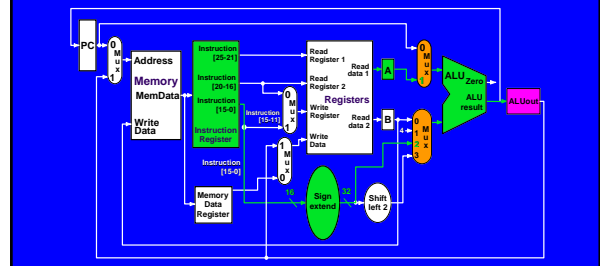 PC
0
M
u
x
1
Address
Memory
MemData
Write
Data
Instruction
[25-21]
Instruction
[20-16]
Instruction
[15-0]
Instruction
Register
Instruction
[15-11]
Instruction
[15-0]
Memory
Data
Register
0
M
u
x
1
1
M
u
x
0
Read
Register 1
Read
Register 2
Registers
Write
Register
Write
Data
Read
data 1
Read
data 2
16
Sign
extend
32
Shift
left 2
A
B
4
0
M
u
x
1
0
1
M
u
2
x
3
ALU
Zero
ALU
result
ALUout